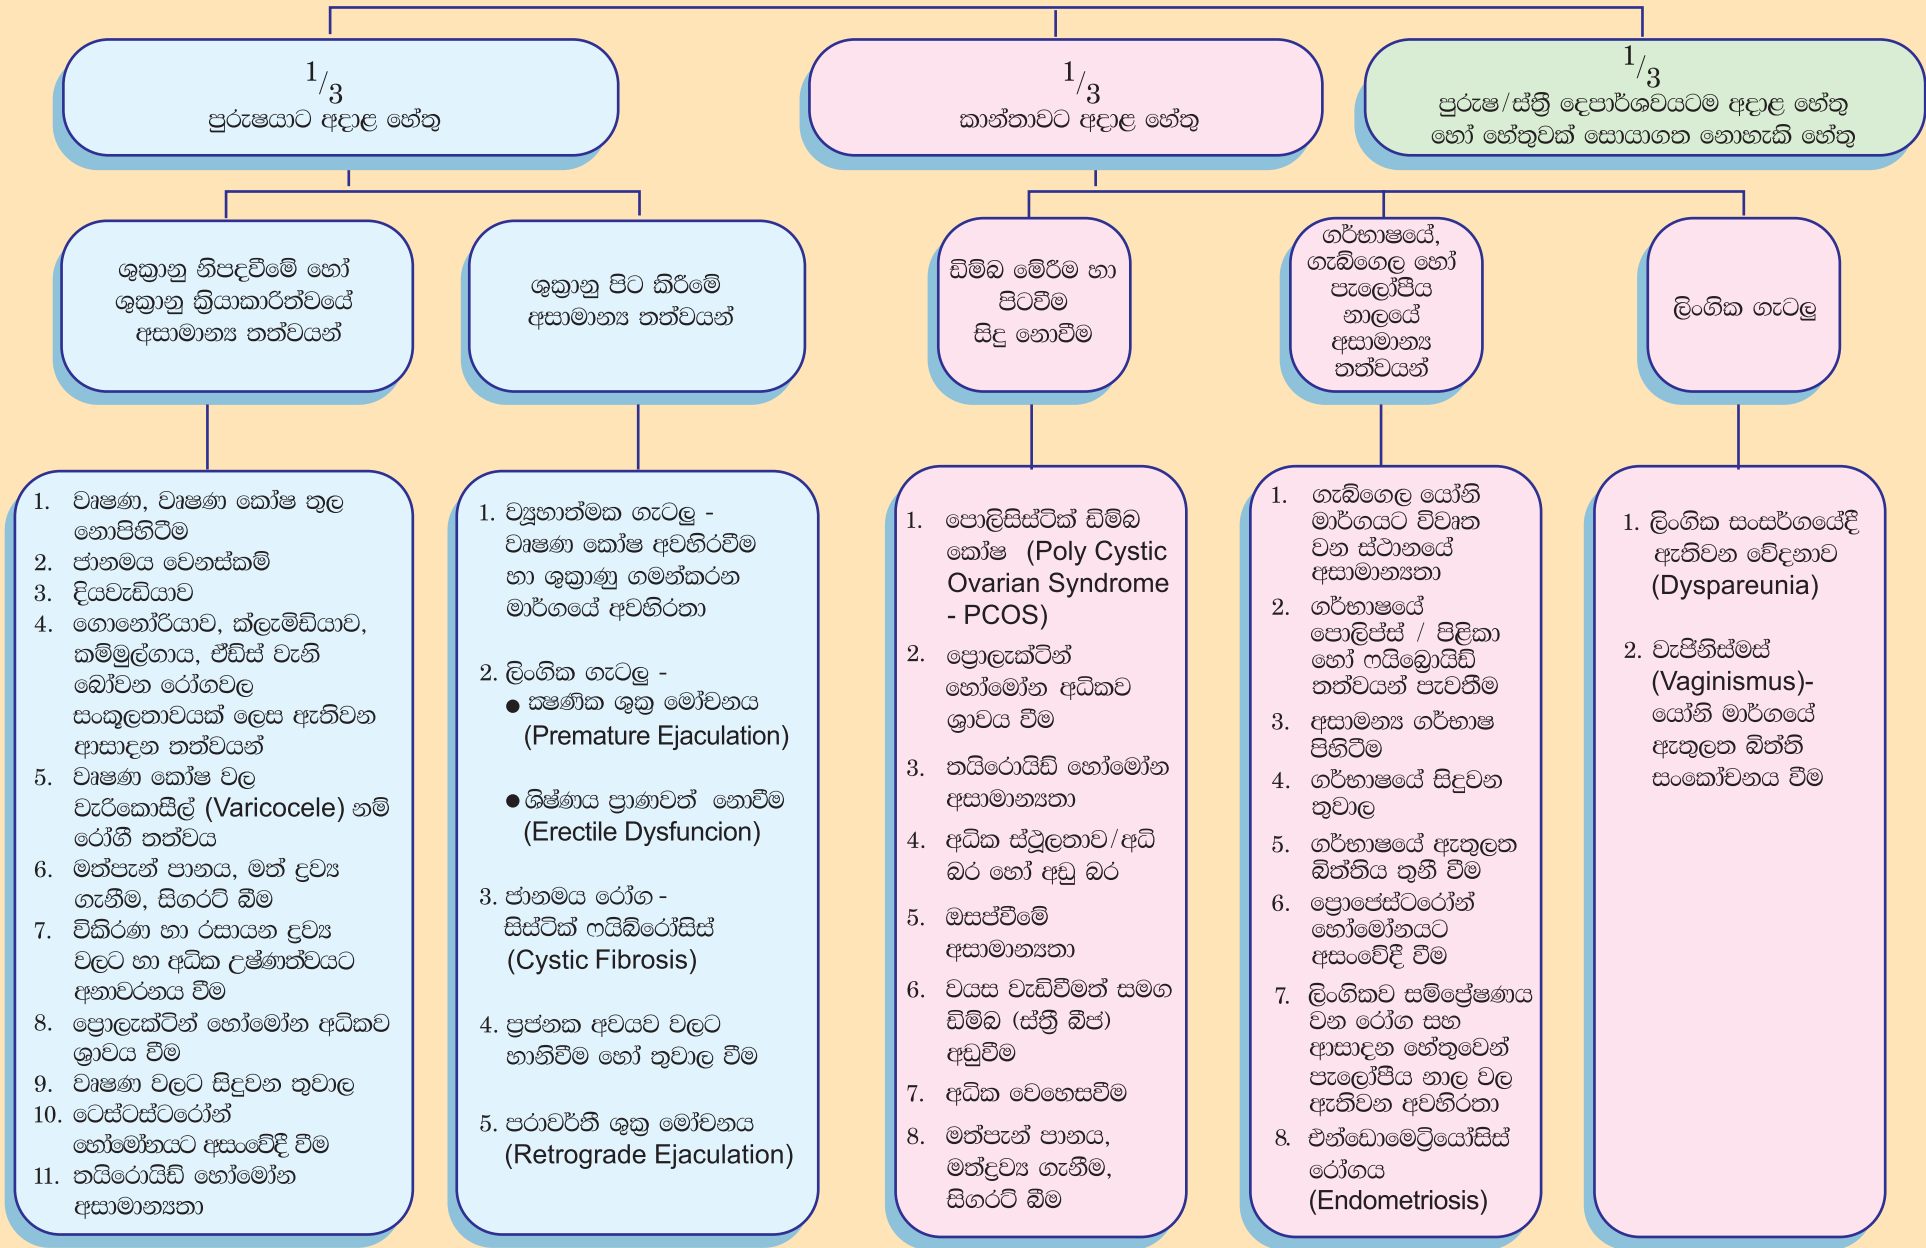 1/3
පුරුෂයාට අදාළ හේතු
1/3
කාන්තාවට අදාළ හේතු
1/3
පුරුෂ/ස්ත්‍රී දෙපාර්ශවයටම අදාළ හේතු
හෝ හේතුවක් සොයාගත නොහැකි හේතු
ශුක්‍රානු නිපදවීමේ හෝ
ශුක්‍රානු ක්‍රියාකාරිත්වයේ
අසාමාන්‍ය තත්වයන්
ශුක්‍රානු පිට කිරීමේ
අසාමාන්‍ය තත්වයන්
ඩිම්බ මේරීම හා
පිටවීම
සිදු නොවීම
ගර්භාෂයේ,
ගැබ්ගෙල හෝ
පැලෝපීය
නාලයේ
අසාමාන්‍ය
තත්වයන්
ලිංගික ගැටලු
1. වෘෂණ, වෘෂණ කෝෂ තුල
නොපිහිටීම
2. ජානමය වෙනස්කම්
3. දියවැඩියාව
4. ගොනෝරියාව, ක්ලැමිඩියාව,
කම්මුල්ගාය, ඒඩ්ස් වැනි
බෝවන රෝගවල
සංකූලතාවයක් ලෙස ඇතිවන
ආසාදන තත්වයන්
5. වෘෂණ කෝෂ වල
වැරිකොසීල් (Varicocele) නම්
රෝගී තත්වය
6. මත්පැන් පානය, මත් ද්‍රව්‍ය
ගැනීම, සිගරට් බීම
7. විකිරණ හා රසායන ද්‍රව්‍ය
වලට හා අධික උෂ්ණත්වයට
අනාවරනය වීම
8. ප්‍රොලැක්ටින් හෝමෝන අධිකව
ශ්‍රාවය වීම
9. වෘෂණ වලට සිදුවන තුවාල
10. ටෙස්ටස්ටරෝන්
හෝමෝනයට අසංවේදී වීම
11. තයිරොයිඩ් හෝමෝන
අසාමාන්‍යතා
1. ව්‍යූහාත්මක ගැටලු -
වෘෂණ කෝෂ අවහිරවීම
හා ශුක්‍රාණු ගමන්කරන
මාර්ගයේ අවහිරතා
2. ලිංගික ගැටලු -
● ක්‍ෂණික ශුක්‍ර මෝචනය
(Premature Ejaculation)
● ශිෂ්ණය ප්‍රාණවත් නොවීම
(Erectile Dysfuncion)
3. ජානමය රෝග -
සිස්ටික් ෆයිබ්රෝසිස්
(Cystic Fibrosis)
4. ප්‍රජනක අවයව වලට
හානිවීම හෝ තුවාල වීම
5. පරාවර්තී ශුක්‍ර මෝචනය
(Retrograde Ejaculation)
1. පොලිසිස්ටික් ඩිම්බ
කෝෂ (Poly Cystic
Ovarian Syndrome
- PCOS)
2. ප්‍රොලැක්ටින්
හෝමෝන අධිකව
ශ්‍රාවය වීම
3. තයිරොයිඩ් හෝමෝන
අසාමාන්‍යතා
4. අධික ස්ථූලතාව/අධි
බර හෝ අඩු බර
5. ඔසප්වීමේ
අසාමාන්‍යතා
6. වයස වැඩිවීමත් සමග
ඩිම්බ (ස්ත්‍රී බීජ)
අඩුවීම
7. අධික වෙහෙසවීම
8. මත්පැන් පානය,
මත්ද්‍රව්‍ය ගැනීම,
සිගරට් බීම
1. ගැබ්ගෙල යෝනි
මාර්ගයට විවෘත
වන ස්ථානයේ
අසාමාන්‍යතා
2. ගර්භාෂයේ
පොලිප්ස් / පිළිකා
හෝ ෆයිබ්‍රොයිඩ්
තත්වයන් පැවතීම
3. අසාමන්‍ය ගර්භාෂ
පිහිටීම
4. ගර්භාෂයේ සිදුවන
තුවාල
5. ගර්භාෂයේ ඇතුලත
බිත්තිය තුනී වීම
6. ප්‍රොජෙස්ටරෝන්
හෝමෝනයට
අසංවේදී වීම
7. ලිංගිකව සම්ප්‍රේෂණය
වන රෝග සහ
ආසාදන හේතුවෙන්
පැලෝපීය නාල වල
ඇතිවන අවහිරතා
8. එන්ඩොමෙට්‍රියෝසිස්
රෝගය
(Endometriosis)
1. ලිංගික සංසර්ගයේදී
ඇතිවන වේදනාව
(Dyspareunia)
2. වැජිනිස්මස්
(Vaginismus)-
යෝනි මාර්ගයේ
ඇතුලත බිත්ති
සංකෝචනය වීම